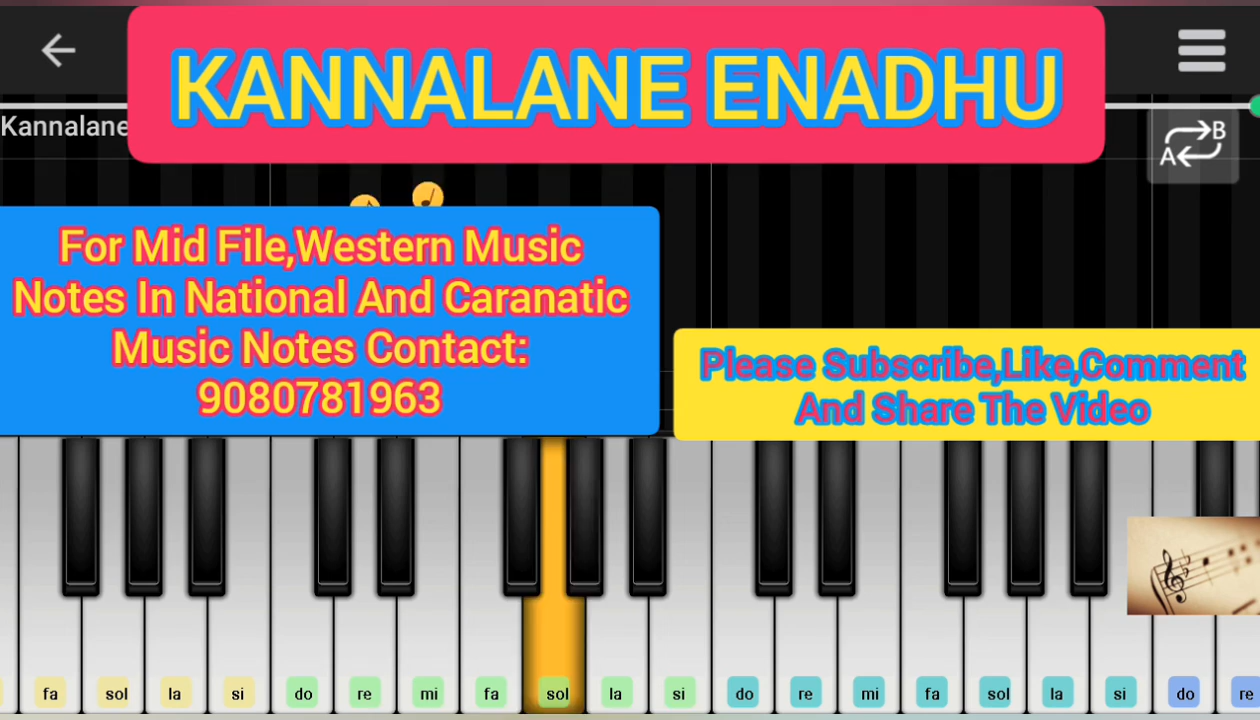 KANNALANE ENADHU
Kannalane
A B
For Mid File,Western Music
Notes In National And Caranatic
Music Notes Contact:
9080781963
Please Subscribe,Like,Comment
And Share The Video
fa sol la si do re mi fa sol la si do re mi fa sol la si do re